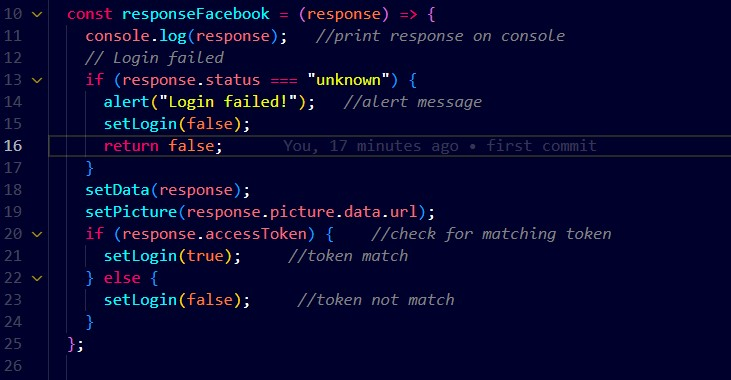 10 const responseFacebook = (response) => {
11 console.log(response);   //print response on console
12 // Login failed
13 if (response.status === "unknown") {
14 alert("Login failed!");   //alert message
15 setLogin(false);
16 return false;      You, 17 minutes ago • first commit
17 }
18 setData(response);
19 setPicture(response.picture.data.url);
20 if (response.accessToken) {    //check for matching token
21 setLogin(true);     //token match
22 } else {
23 setLogin(false);     //token not match
24 }
25 };
26